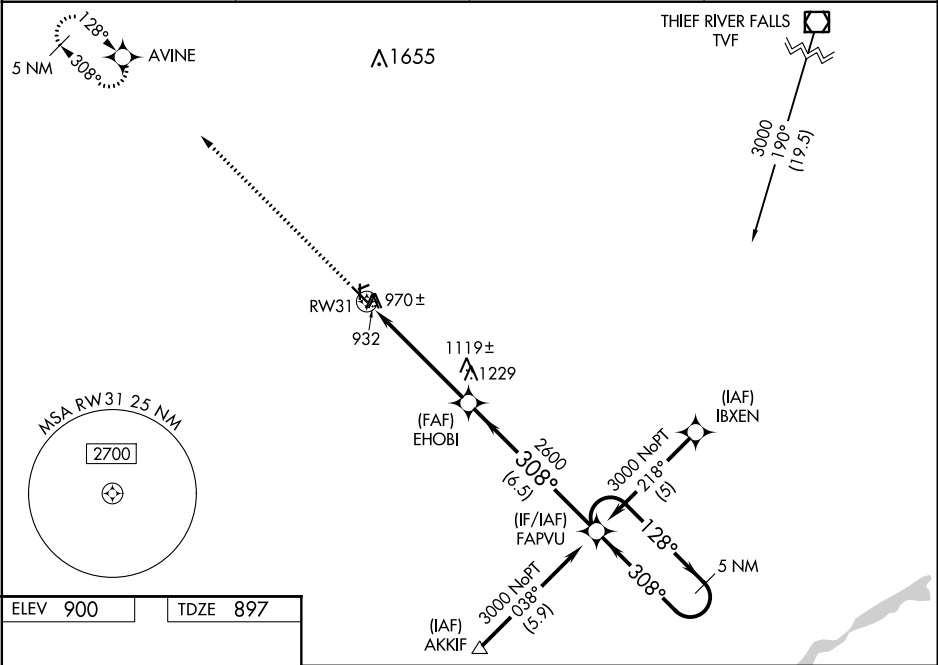 128°
308°
5 NM
AVINE
1655
THIEF RIVER FALLS
TVF
3000
190°
(19.5)
RW31
970±
932
1119±
1229
(FAF)
EHOBI
2600
308°
(6.5)
(IAF)
IBXEN
3000 NoPT
218°
(5)
(IF/IAF)
FAPVU
128°
308°
5 NM
3000 NoPT
038°
(5.9)
(IAF)
AKKIF
MSA RW31 25 NM
2700
ELEV 900
TDZE 897